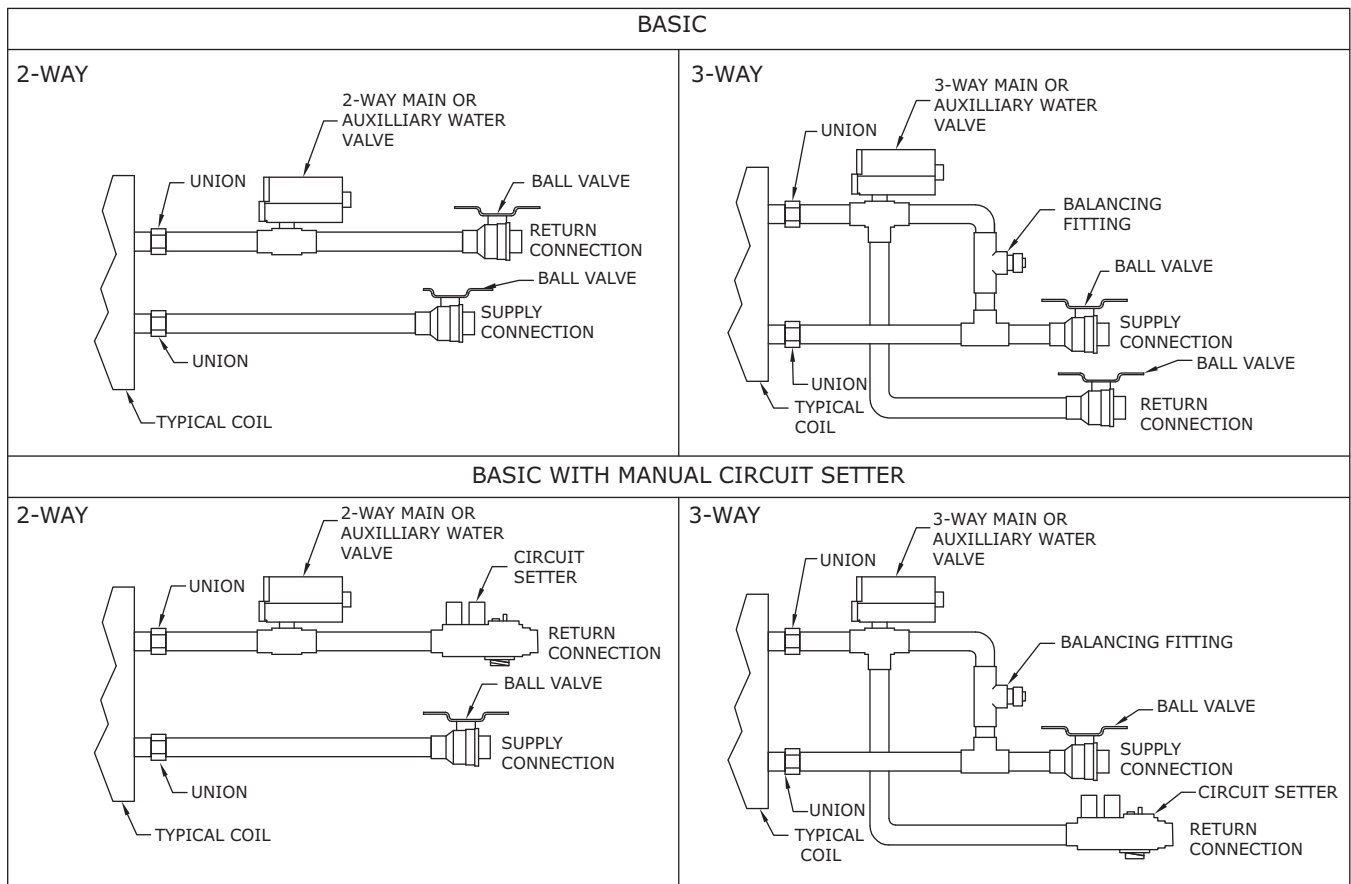 BASIC
2-WAY
2-WAY MAIN OR
AUXILLIARY WATER
VALVE
UNION
BALL VALVE
RETURN
CONNECTION
BALL VALVE
SUPPLY
CONNECTION
UNION
TYPICAL COIL
3-WAY
3-WAY MAIN OR
AUXILLIARY WATER
VALVE
UNION
BALANCING
FITTING
BALL VALVE
SUPPLY
CONNECTION
BALL VALVE
UNION
TYPICAL
COIL
RETURN
CONNECTION
BASIC WITH MANUAL CIRCUIT SETTER
2-WAY
2-WAY MAIN OR
AUXILLIARY WATER
VALVE
CIRCUIT
SETTER
UNION
RETURN
CONNECTION
BALL VALVE
SUPPLY
CONNECTION
UNION
TYPICAL COIL
3-WAY
3-WAY MAIN OR
AUXILLIARY WATER
VALVE
UNION
BALANCING FITTING
BALL VALVE
SUPPLY
CONNECTION
CIRCUIT SETTER
UNION
TYPICAL
COIL
RETURN
CONNECTION